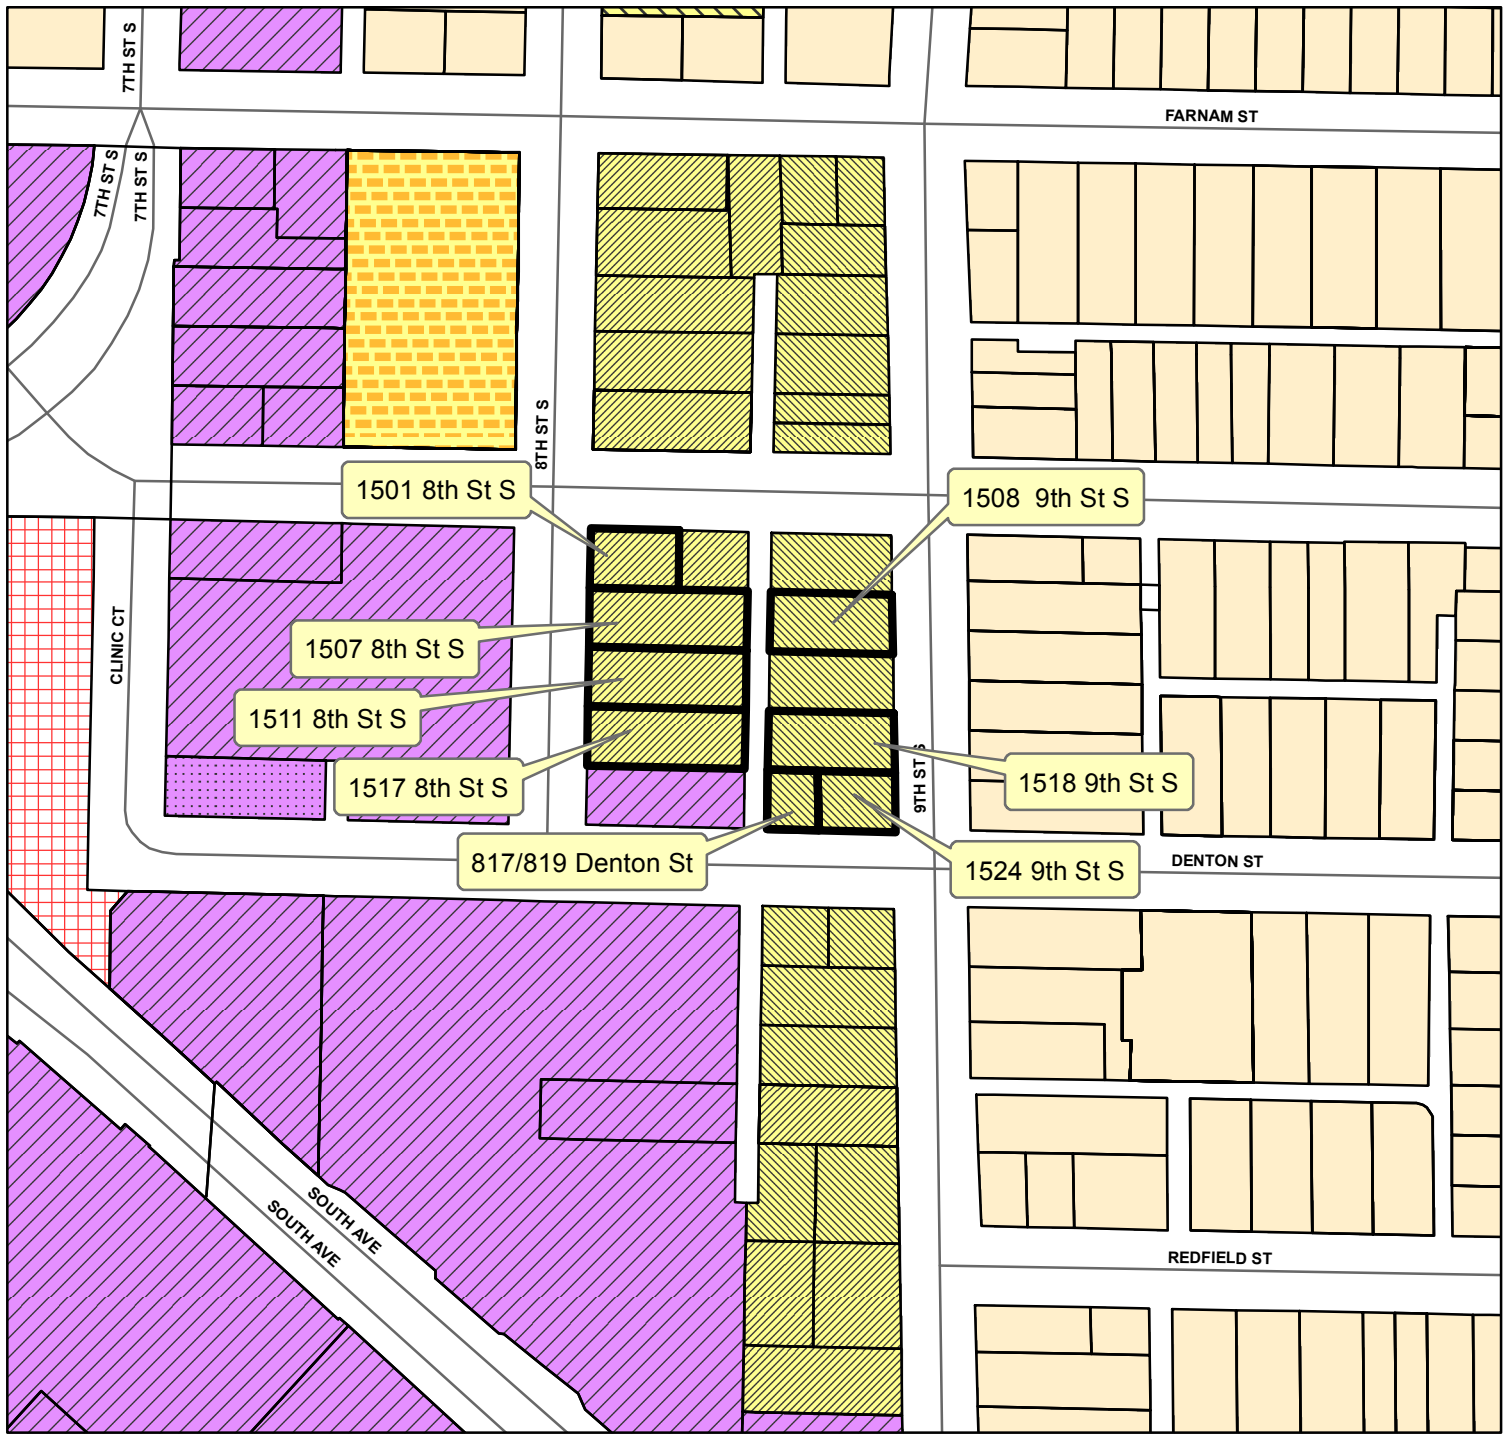 7TH ST S
FARNAM ST
7TH ST S
7TH ST S
8TH ST S
1501 8th St S
1508 9th St S
CLINIC CT
1507 8th St S
1511 8th St S
9TH ST S
1518 9th St S
1517 8th St S
817/819 Denton St
DENTON ST
1524 9th St S
SOUTH AVE
SOUTH AVE
REDFIELD ST